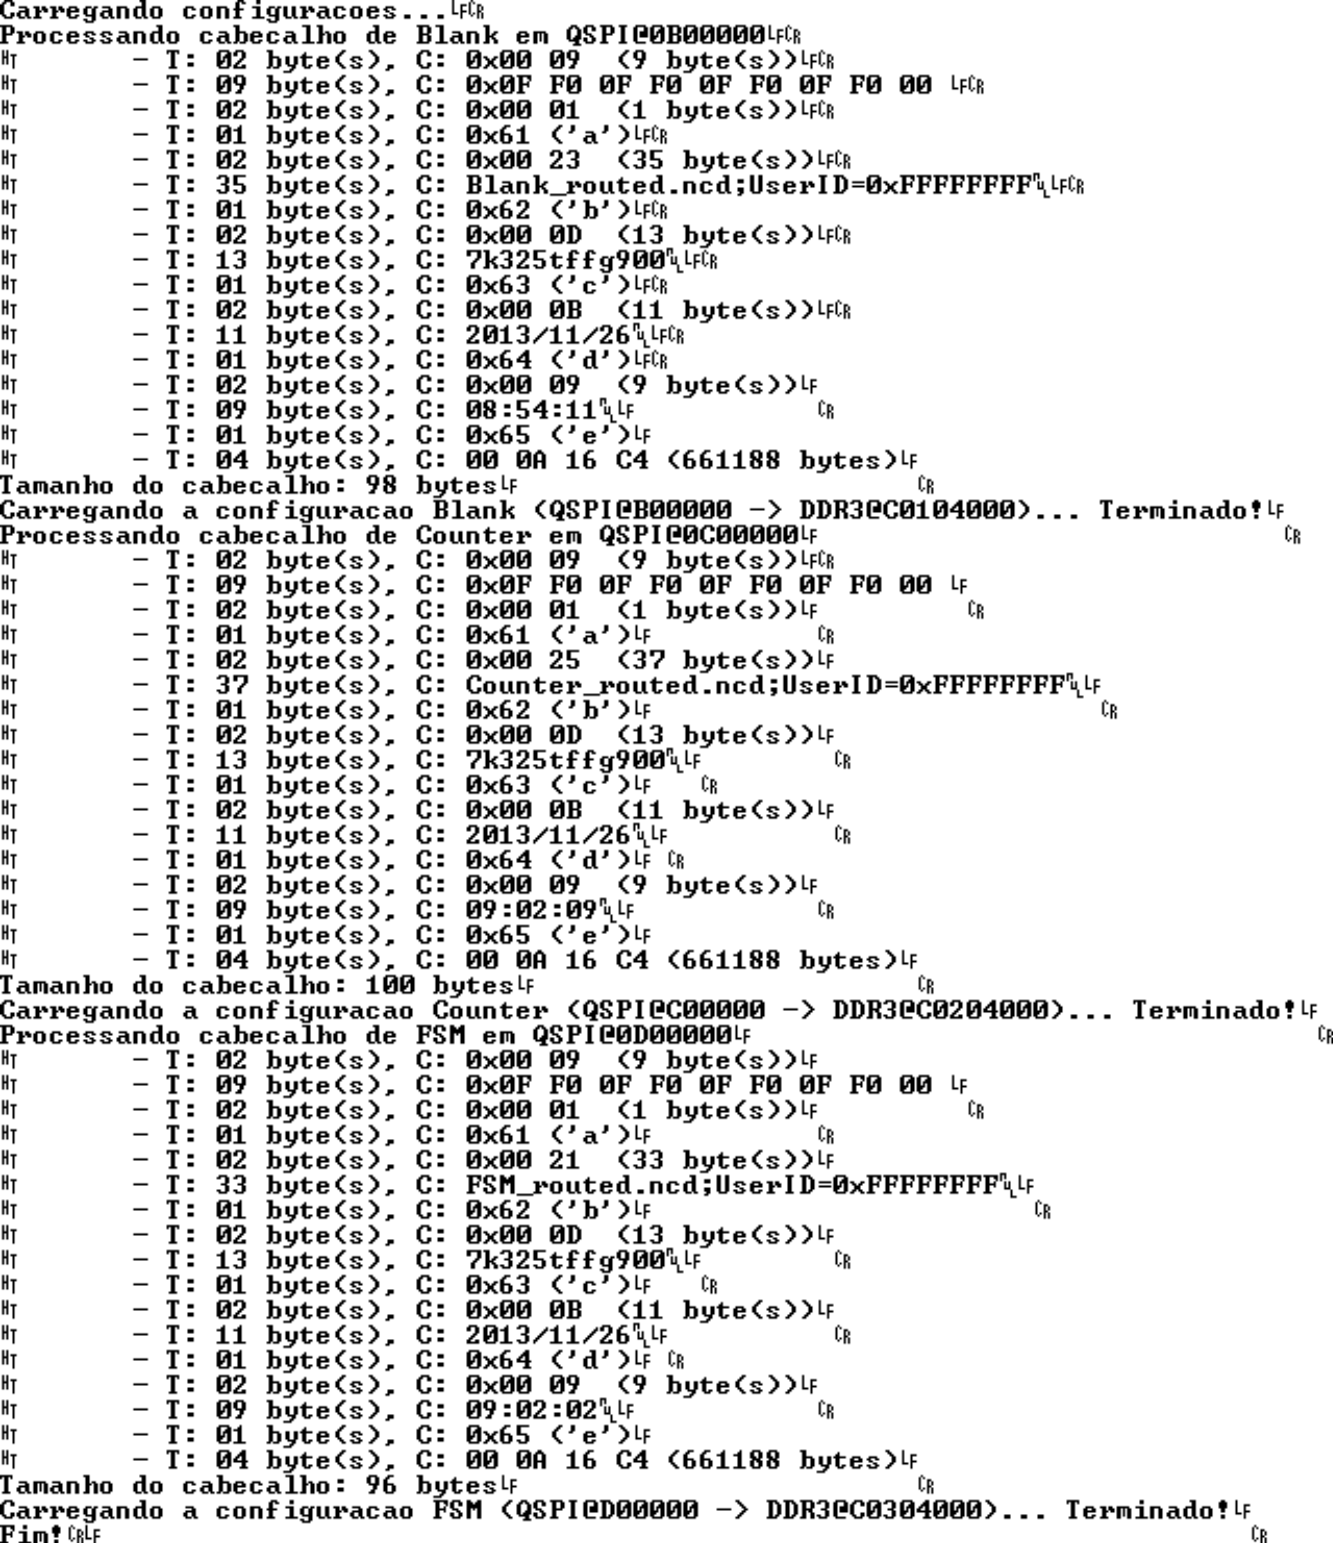 Carregando configuracoes...LFCR
Processando cabecalho de Blank em QSPI@0B00000LFCR
HT - T: 02 byte(s), C: 0x00 09 (9 byte(s))LFCR
HT - T: 09 byte(s), C: 0x0F F0 0F F0 0F F0 0F F0 00 LFCR
HT - T: 02 byte(s), C: 0x00 01 (1 byte(s))LFCR
HT - T: 01 byte(s), C: 0x61 ('a')LFCR
HT - T: 02 byte(s), C: 0x00 23 (35 byte(s))LFCR
HT - T: 35 byte(s), C: Blank_routed.ncd;UserID=0xFFFFFFFFNULLFCR
HT - T: 01 byte(s), C: 0x62 ('b')LFCR
HT - T: 02 byte(s), C: 0x00 0D (13 byte(s))LFCR
HT - T: 13 byte(s), C: 7k325tffg900NULLFCR
HT - T: 01 byte(s), C: 0x63 ('c')LFCR
HT - T: 02 byte(s), C: 0x00 0B (11 byte(s))LFCR
HT - T: 11 byte(s), C: 2013/11/26NULLFCR
HT - T: 01 byte(s), C: 0x64 ('d')LFCR
HT - T: 02 byte(s), C: 0x00 09 (9 byte(s))LF
HT - T: 09 byte(s), C: 08:54:11NULLF CR
HT - T: 01 byte(s), C: 0x65 ('e')LF
HT - T: 04 byte(s), C: 00 0A 16 C4 (661188 bytes)LF
Tamanho do cabecalho: 98 bytesLF CR
Carregando a configuracao Blank (QSPI@B00000 -> DDR3@C0104000)... Terminado!LF
Processando cabecalho de Counter em QSPI@0C00000LF CR
HT - T: 02 byte(s), C: 0x00 09 (9 byte(s))LFCR
HT - T: 09 byte(s), C: 0x0F F0 0F F0 0F F0 0F F0 00 LF
HT - T: 02 byte(s), C: 0x00 01 (1 byte(s))LF CR
HT - T: 01 byte(s), C: 0x61 ('a')LF CR
HT - T: 02 byte(s), C: 0x00 25 (37 byte(s))LF
HT - T: 37 byte(s), C: Counter_routed.ncd;UserID=0xFFFFFFFFNULLF
HT - T: 01 byte(s), C: 0x62 ('b')LF CR
HT - T: 02 byte(s), C: 0x00 0D (13 byte(s))LF
HT - T: 13 byte(s), C: 7k325tffg900NULLF CR
HT - T: 01 byte(s), C: 0x63 ('c')LF CR
HT - T: 02 byte(s), C: 0x00 0B (11 byte(s))LF
HT - T: 11 byte(s), C: 2013/11/26NULLF CR
HT - T: 01 byte(s), C: 0x64 ('d')LF CR
HT - T: 02 byte(s), C: 0x00 09 (9 byte(s))LF
HT - T: 09 byte(s), C: 09:02:09NULLF CR
HT - T: 01 byte(s), C: 0x65 ('e')LF
HT - T: 04 byte(s), C: 00 0A 16 C4 (661188 bytes)LF
Tamanho do cabecalho: 100 bytesLF CR
Carregando a configuracao Counter (QSPI@C00000 -> DDR3@C0204000)... Terminado!LF
Processando cabecalho de FSM em QSPI@0D00000LF CR
HT - T: 02 byte(s), C: 0x00 09 (9 byte(s))LF
HT - T: 09 byte(s), C: 0x0F F0 0F F0 0F F0 0F F0 00 LF
HT - T: 02 byte(s), C: 0x00 01 (1 byte(s))LF CR
HT - T: 01 byte(s), C: 0x61 ('a')LF CR
HT - T: 02 byte(s), C: 0x00 21 (33 byte(s))LF
HT - T: 33 byte(s), C: FSM_routed.ncd;UserID=0xFFFFFFFFNULLF
HT - T: 01 byte(s), C: 0x62 ('b')LF CR
HT - T: 02 byte(s), C: 0x00 0D (13 byte(s))LF
HT - T: 13 byte(s), C: 7k325tffg900NULLF CR
HT - T: 01 byte(s), C: 0x63 ('c')LF CR
HT - T: 02 byte(s), C: 0x00 0B (11 byte(s))LF
HT - T: 11 byte(s), C: 2013/11/26NULLF CR
HT - T: 01 byte(s), C: 0x64 ('d')LF CR
HT - T: 02 byte(s), C: 0x00 09 (9 byte(s))LF
HT - T: 09 byte(s), C: 09:02:02NULLF CR
HT - T: 01 byte(s), C: 0x65 ('e')LF
HT - T: 04 byte(s), C: 00 0A 16 C4 (661188 bytes)LF
Tamanho do cabecalho: 96 bytesLF CR
Carregando a configuracao FSM (QSPI@D00000 -> DDR3@C0304000)... Terminado!LF
Fim!CRLF CR